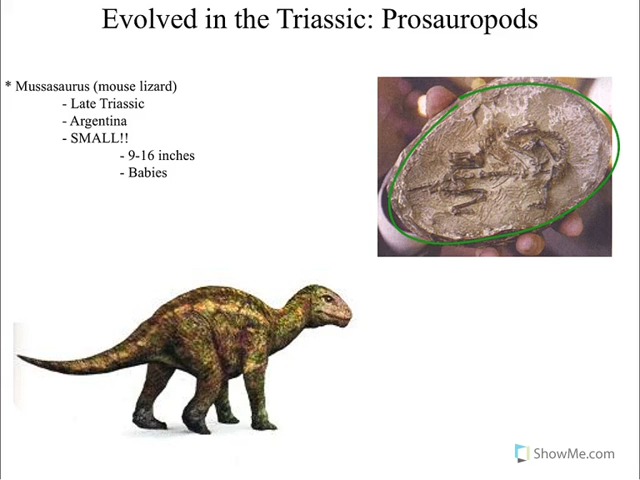 Evolved in the Triassic: Prosauropods
* Mussasaurus (mouse lizard)
- Late Triassic
- Argentina
- SMALL!!
- 9-16 inches
- Babies
ShowMe.com